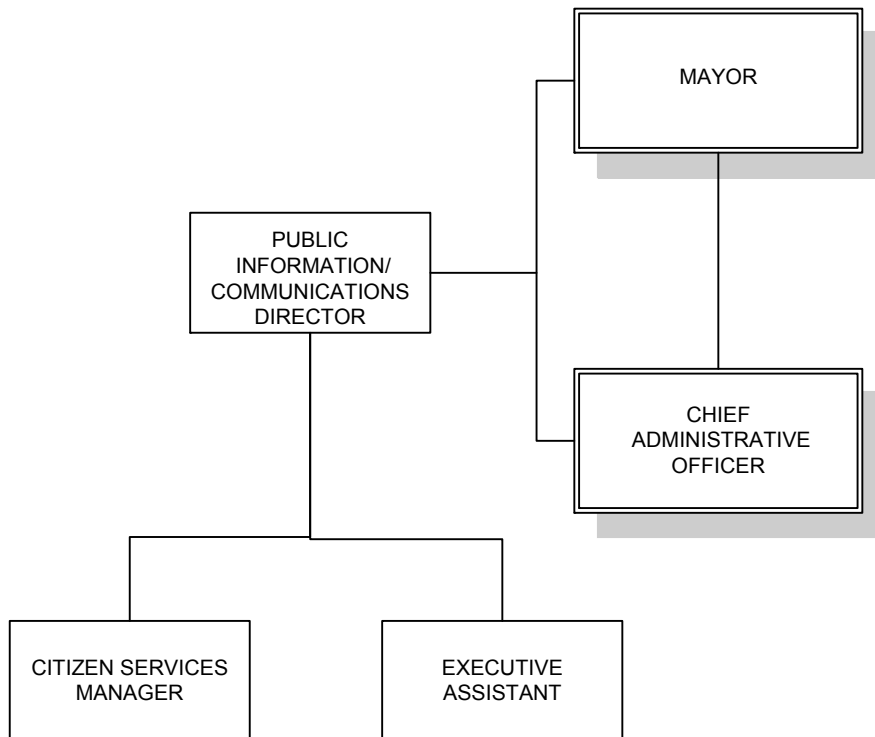 MAYOR
PUBLIC
INFORMATION/
COMMUNICATIONS
DIRECTOR
CHIEF
ADMINISTRATIVE
OFFICER
CITIZEN SERVICES
MANAGER
EXECUTIVE
ASSISTANT